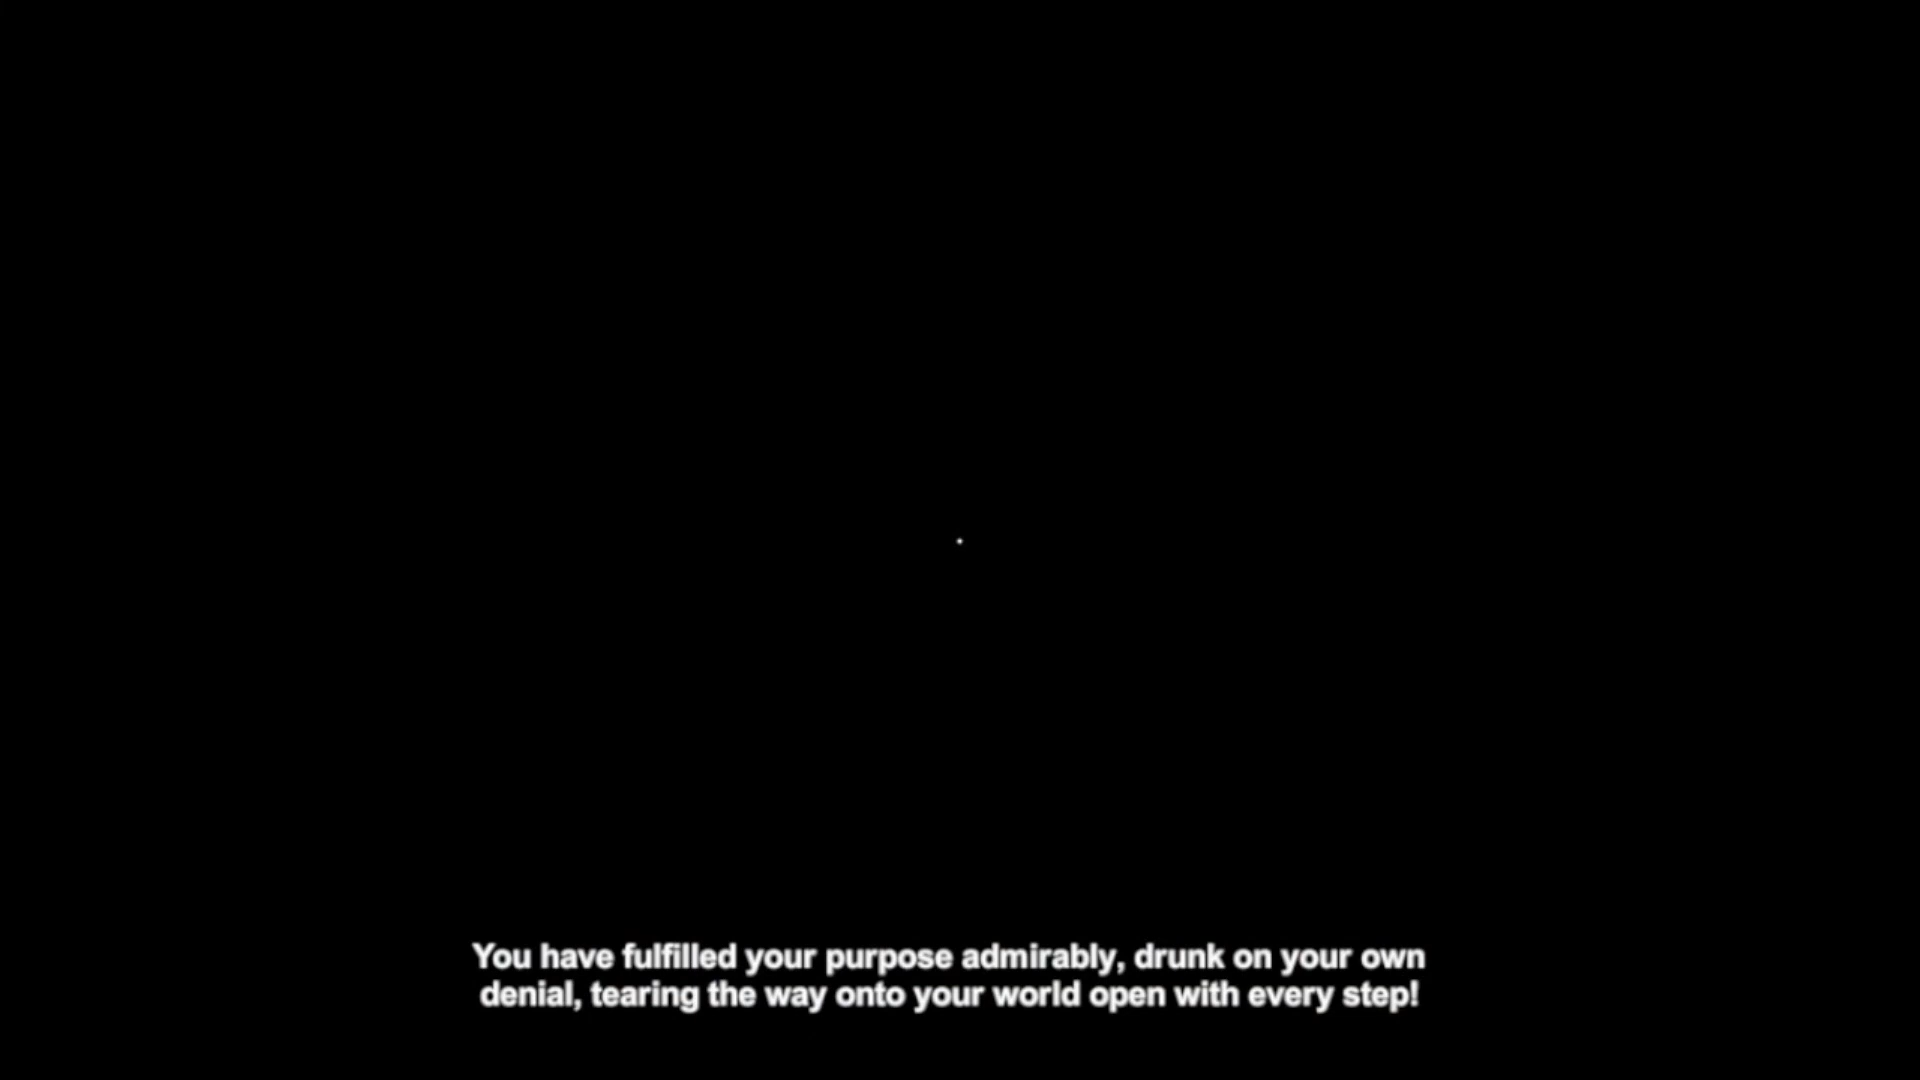 You have fulfilled your purpose admirably, drunk on your own
denial, tearing the way onto your world open with every step!